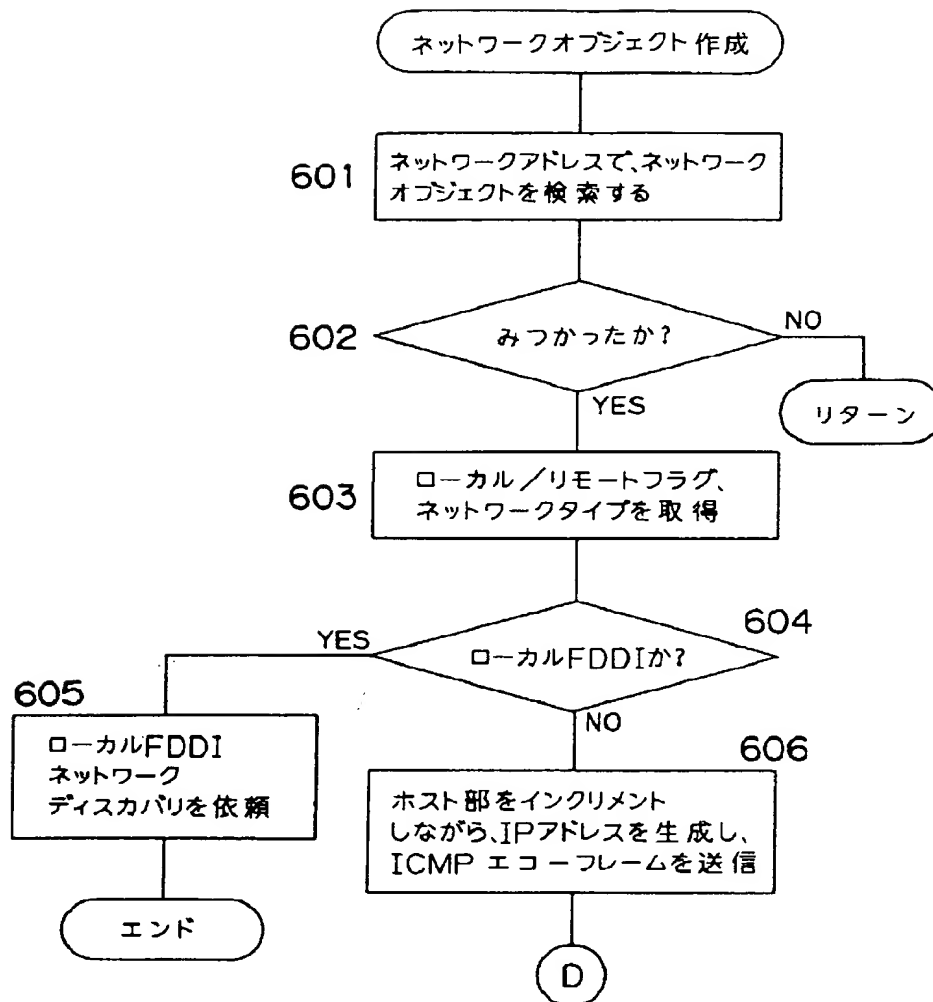 ネットワークオブジェクト作成
601
ネットワークアドレスで、ネットワーク
オブジェクトを検索する
602
みつかったか?
NO
YES
リターン
603
ローカル/リモートフラグ、
ネットワークタイプを取得
604
YES
ローカルFDDIか?
NO
605
ローカルFDDI
ネットワーク
ディスカバリを依頼
606
ホスト部をインクリメント
しながら、IPアドレスを生成し、
ICMP エコーフレームを送信
エンド
D